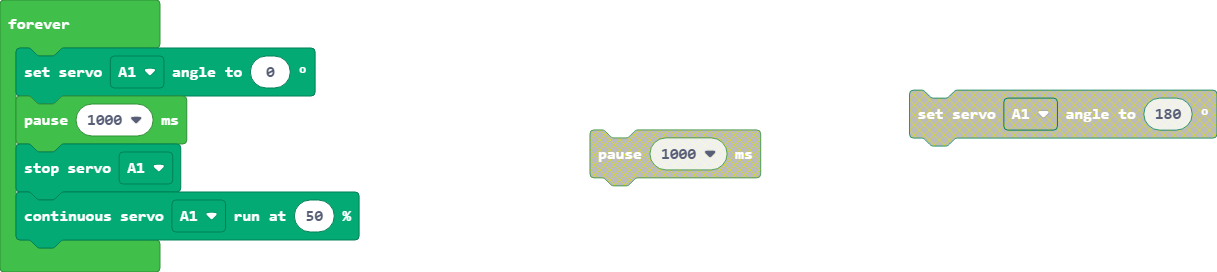 forever
set servo A1 angle to 0 °
pause 1000 ms
stop servo A1
continuous servo A1 run at 50 %
pause 1000 ms
set servo A1 angle to 180 °